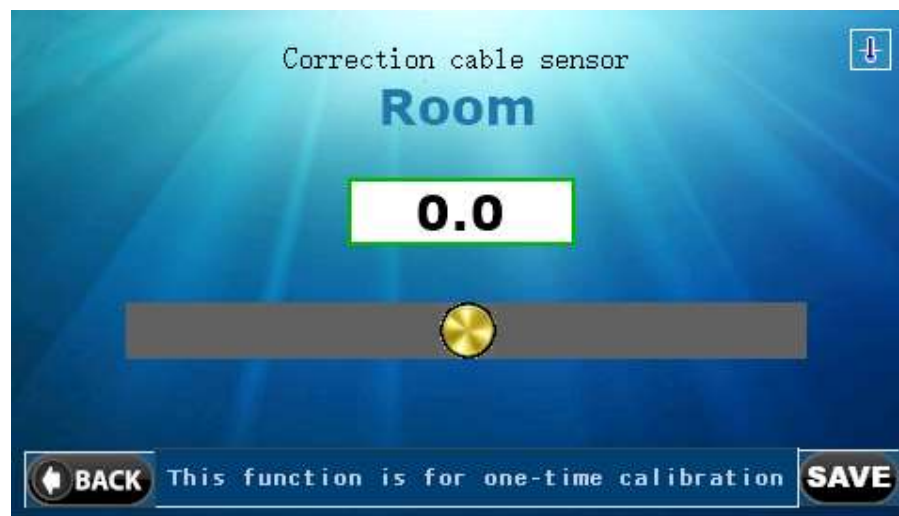 Correction cable sensor
Room
0.0
BACK This function is for one-time calibration SAVE